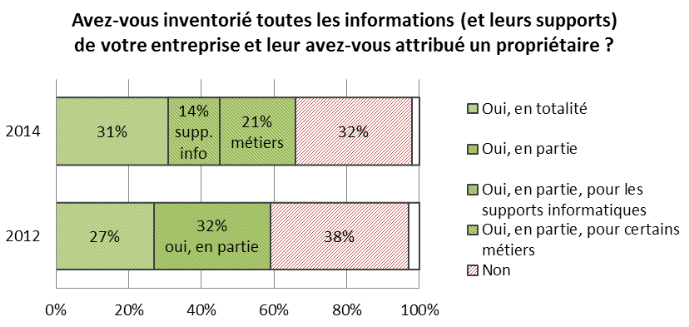 Avez-vous inventorié toutes les informations (et leurs supports)
de votre entreprise et leur avez-vous attribué un propriétaire ?
2014
31%
14%
supp.
info
21%
métiers
32%
2012
27%
32%
oui, en partie
38%
0%
20%
40%
60%
80%
100%
Oui, en totalité
Oui, en partie
Oui, en partie, pour les
supports informatiques
Oui, en partie, pour certains
métiers
Non